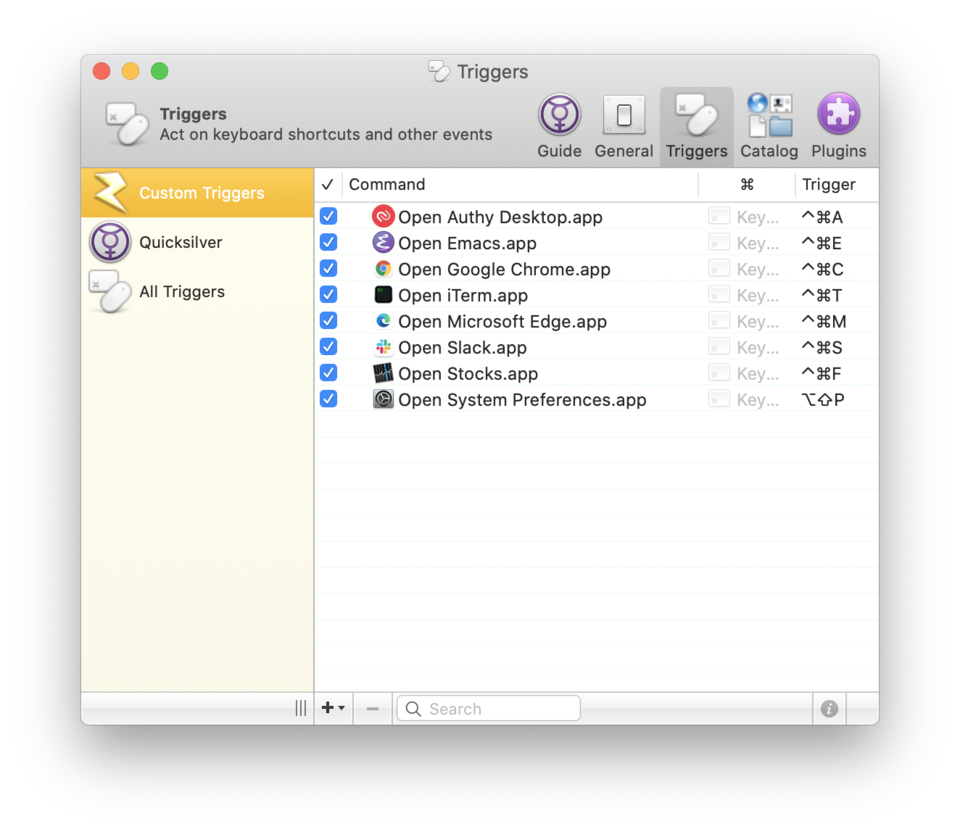 Triggers
Triggers
Act on keyboard shortcuts and other events
Guide General Triggers Catalog Plugins
Custom Triggers
Quicksilver
All Triggers
✓ Command ⌘ Trigger
Open Authy Desktop.app Key... ^⌘A
Open Emacs.app Key... ^⌘E
Open Google Chrome.app Key... ^⌘C
Open iTerm.app Key... ^⌘T
Open Microsoft Edge.app Key... ^⌘M
Open Slack.app Key... ^⌘S
Open Stocks.app Key... ^⌘F
Open System Preferences.app Key... ⌥⇧P
Search